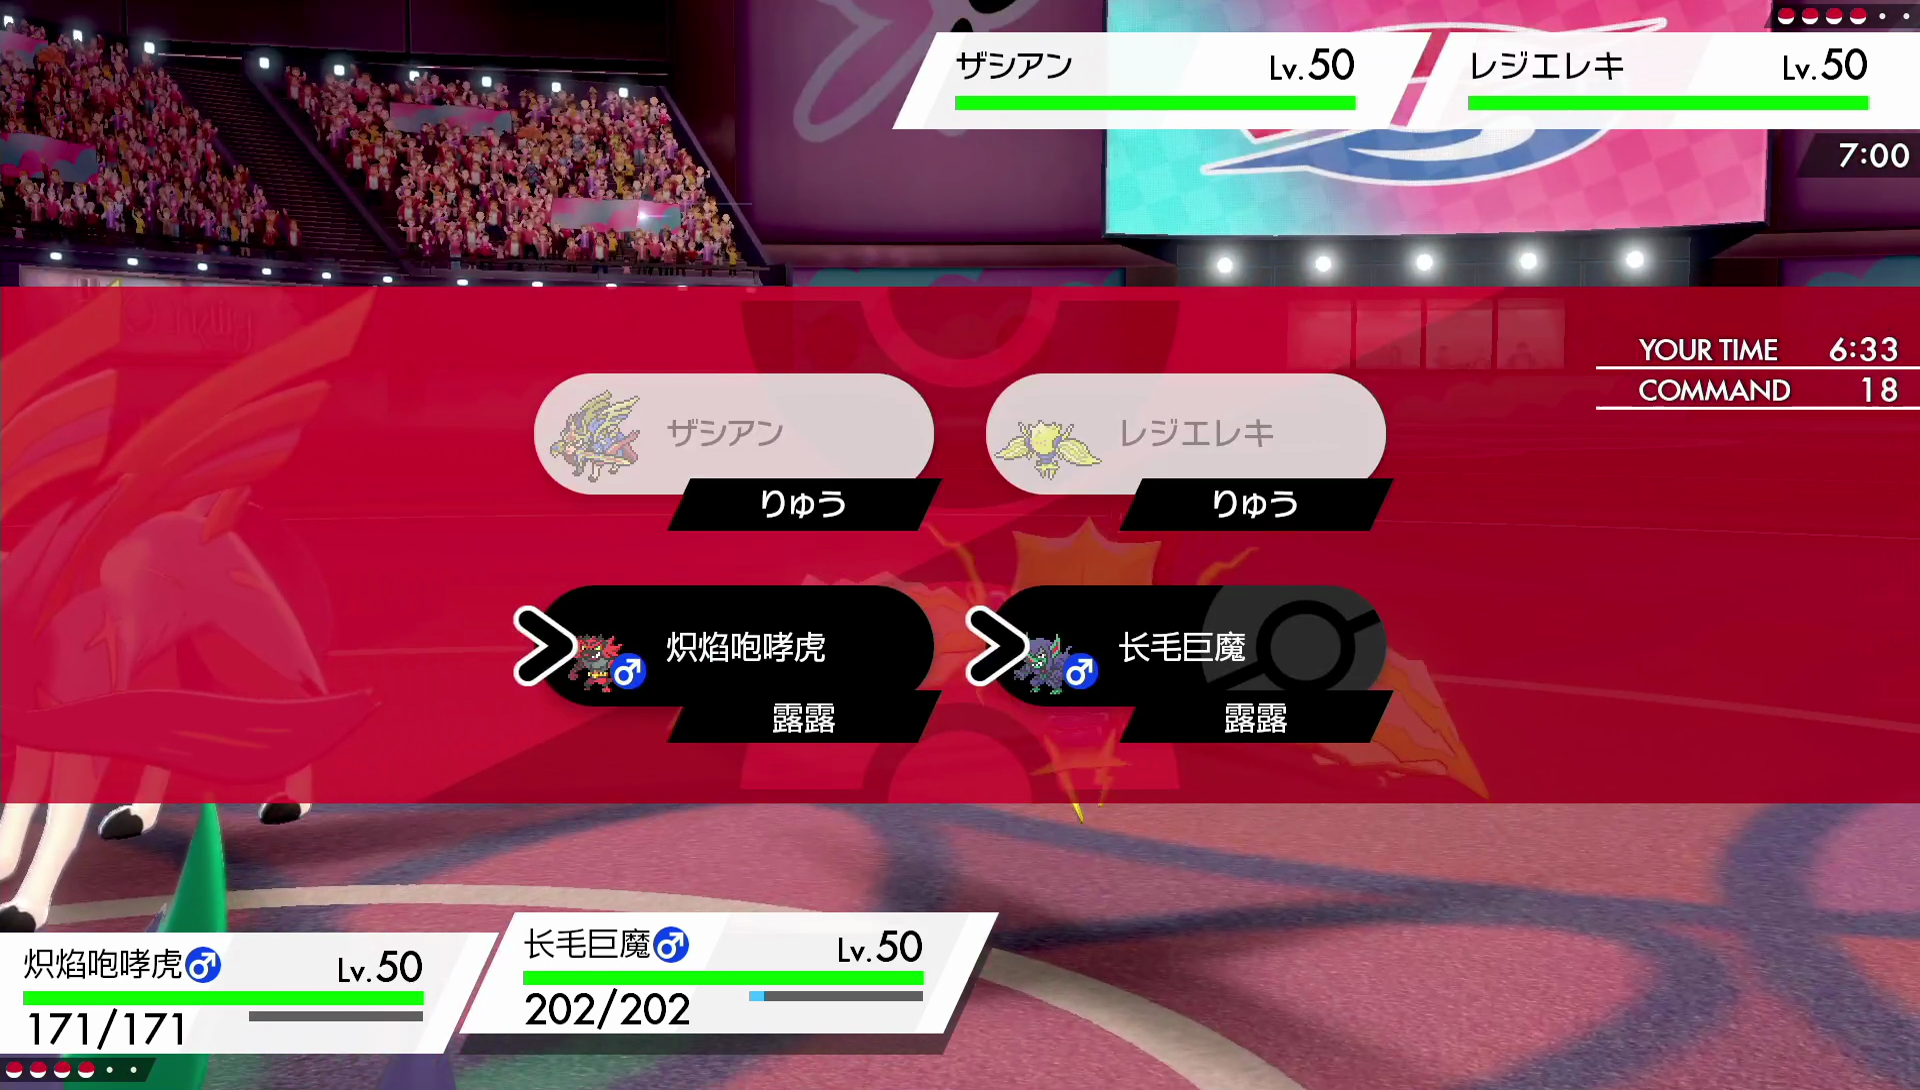 ザシアン Lv.50
レジエレキ Lv.50
7:00
YOUR TIME 6:33
COMMAND 18
ザシアン
りゅう
レジエレキ
りゅう
炽焰咆哮虎
露露
长毛巨魔
露露
炽焰咆哮虎 Lv.50
171/171
长毛巨魔 Lv.50
202/202